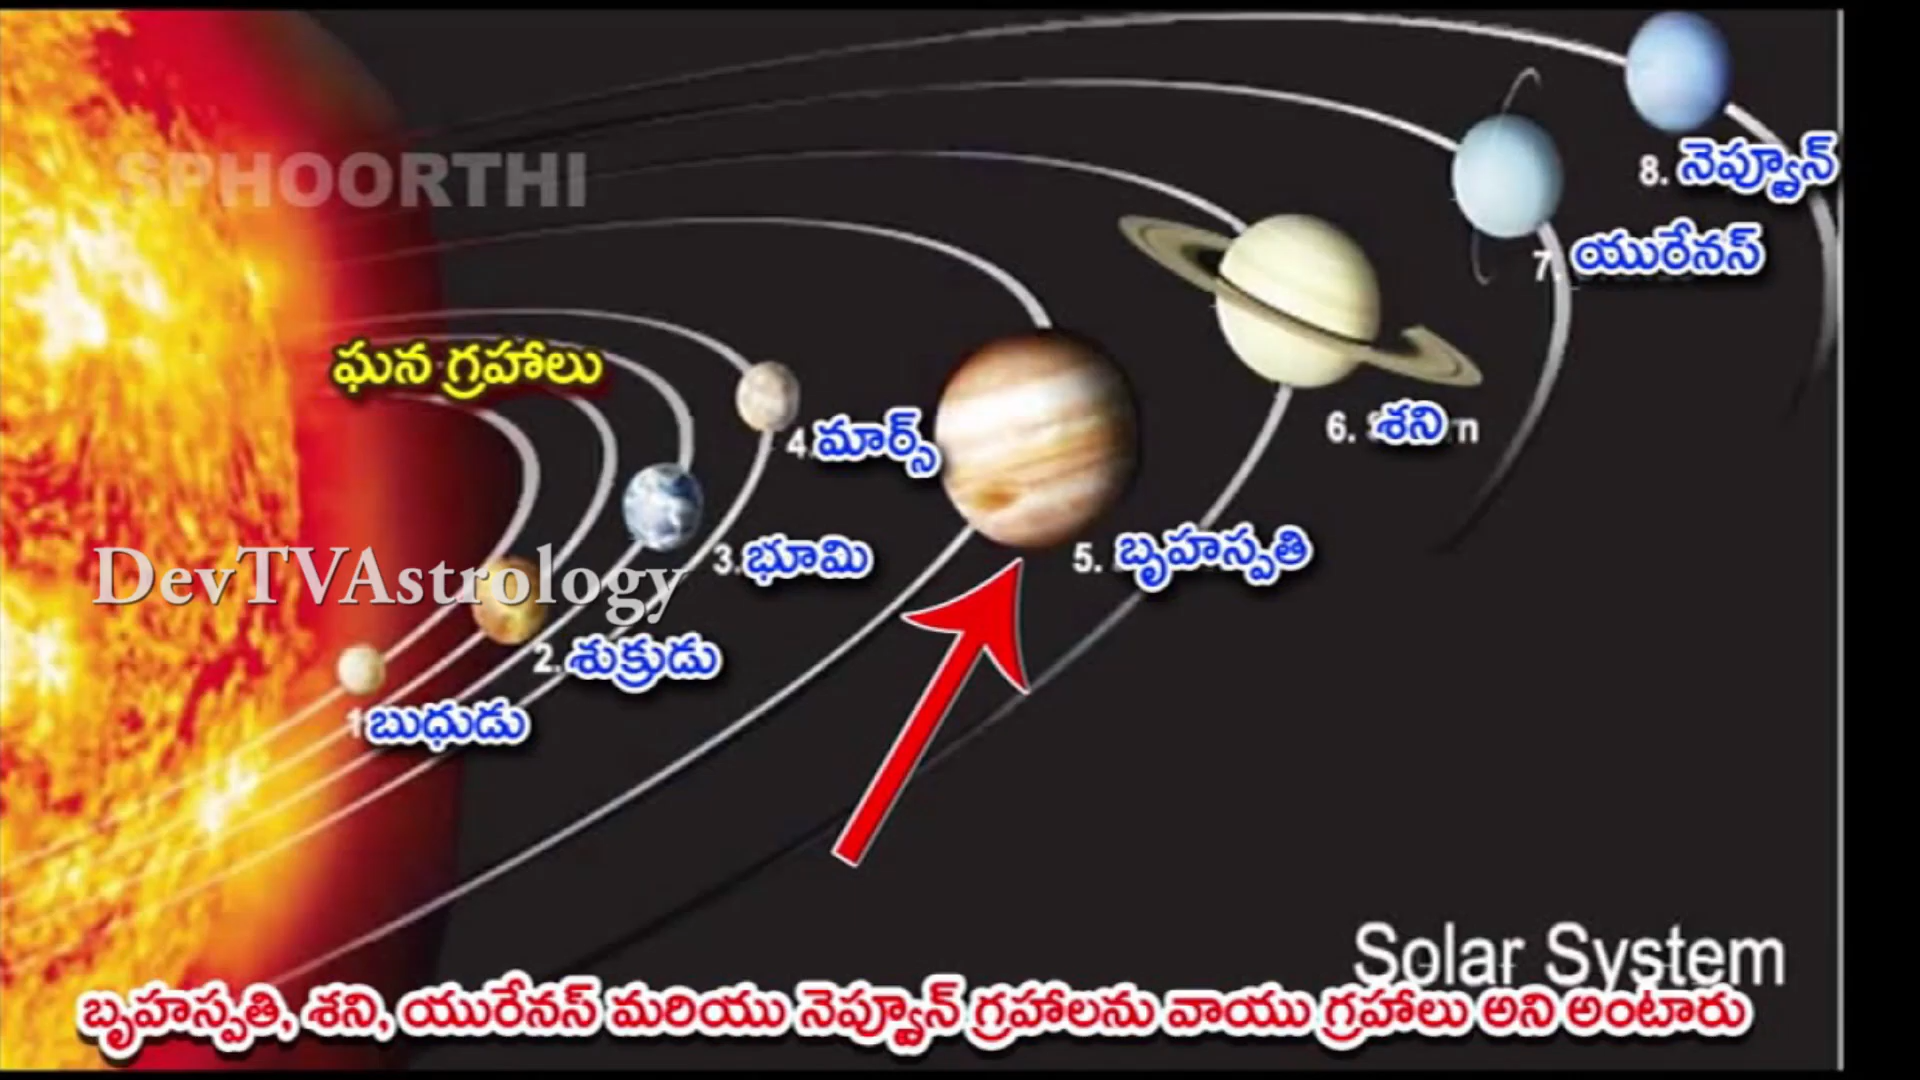 SPHOORTHI
8. నెప్ట్యూన్
7. యురేనస్
ఘన గ్రహాలు
6. శని
4. మార్స్
5. బృహస్పతి
3. భూమి
DevTVAstrology
2. శుక్రుడు
1 బుధుడు
Solar System
బృహస్పతి, శని, యురేనస్ మరియు నెప్ట్యూన్ గ్రహాలను వాయు గ్రహాలు అని అంటారు